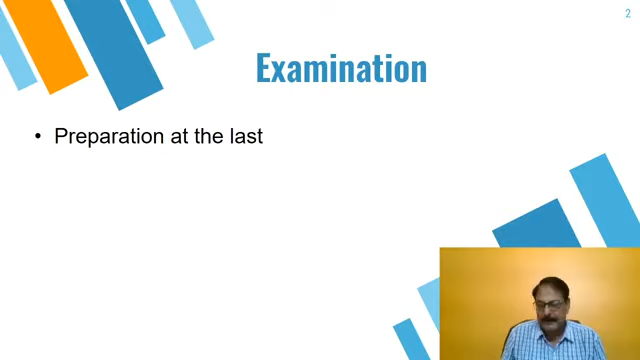 2
Examination
• Preparation at the last